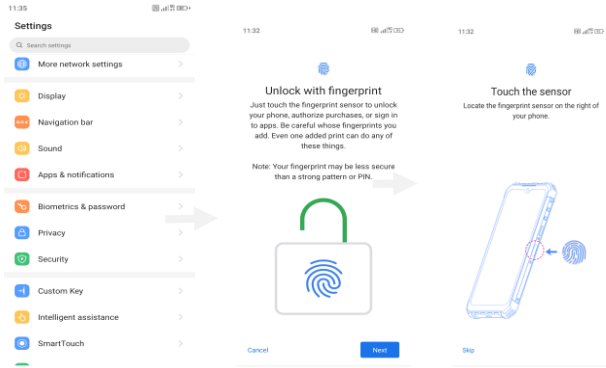 11:35
Settings
Search settings
More network settings
Display
Navigation bar
Sound
Apps & notifications
Biometrics & password
Privacy
Security
Custom Key
Intelligent assistance
SmartTouch
11:32
Unlock with fingerprint
Just touch the fingerprint sensor to unlock
your phone, authorize purchases, or sign in
to apps. Be careful whose fingerprints you
add. Even one added print can do any of
these things.
Note: Your fingerprint may be less secure
than a strong pattern or PIN.
Cancel
Next
11:32
Touch the sensor
Locate the fingerprint sensor on the right of
your phone.
Skip